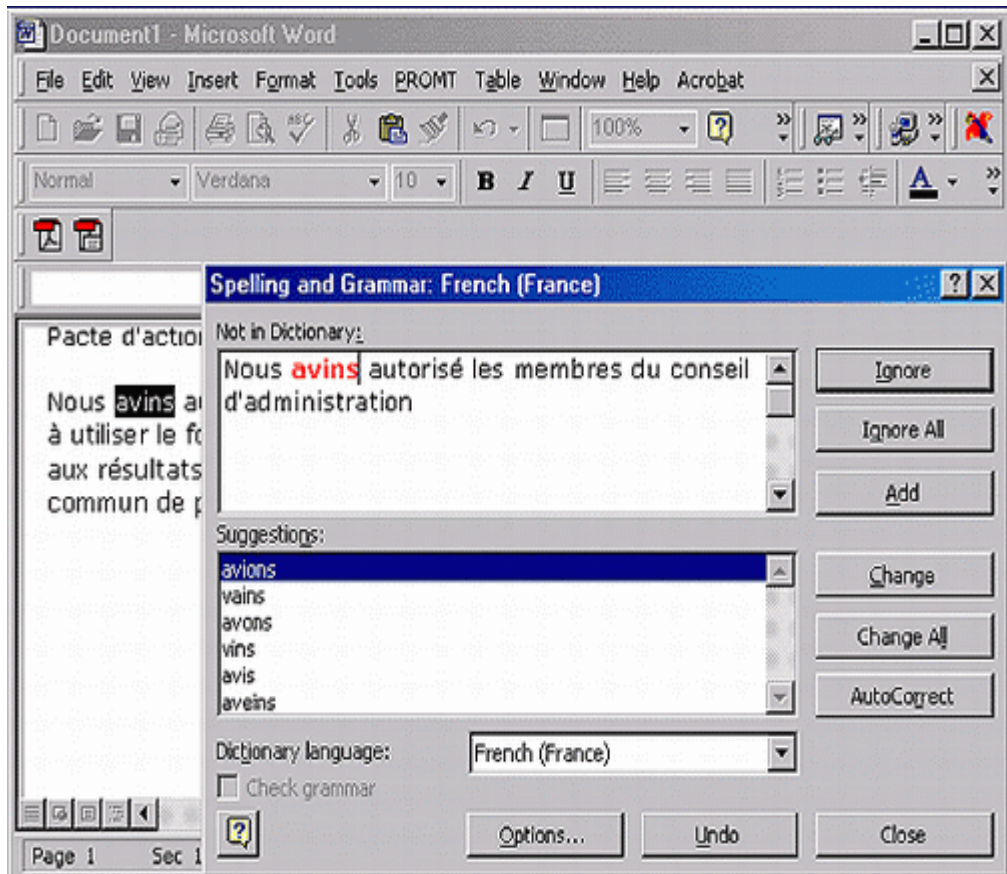 Document1 - Microsoft Word
File Edit View Insert Format Tools PROMT Table Window Help Acrobat
ABC 100%
Normal Verdana 10 B I U A
Spelling and Grammar: French (France)
Pacte d'action
Not in Dictionary:
Nous avins autorisé les membres du conseil
d'administration
Ignore
Ignore All
Add
Nous avins
à utiliser le
aux résultats
commun de
Suggestions:
avions
vains
avons
vins
avis
aveins
Change
Change All
AutoCorrect
Dictionary language: French (France)
Check grammar
Options... Undo Close
Page 1 Sec 1